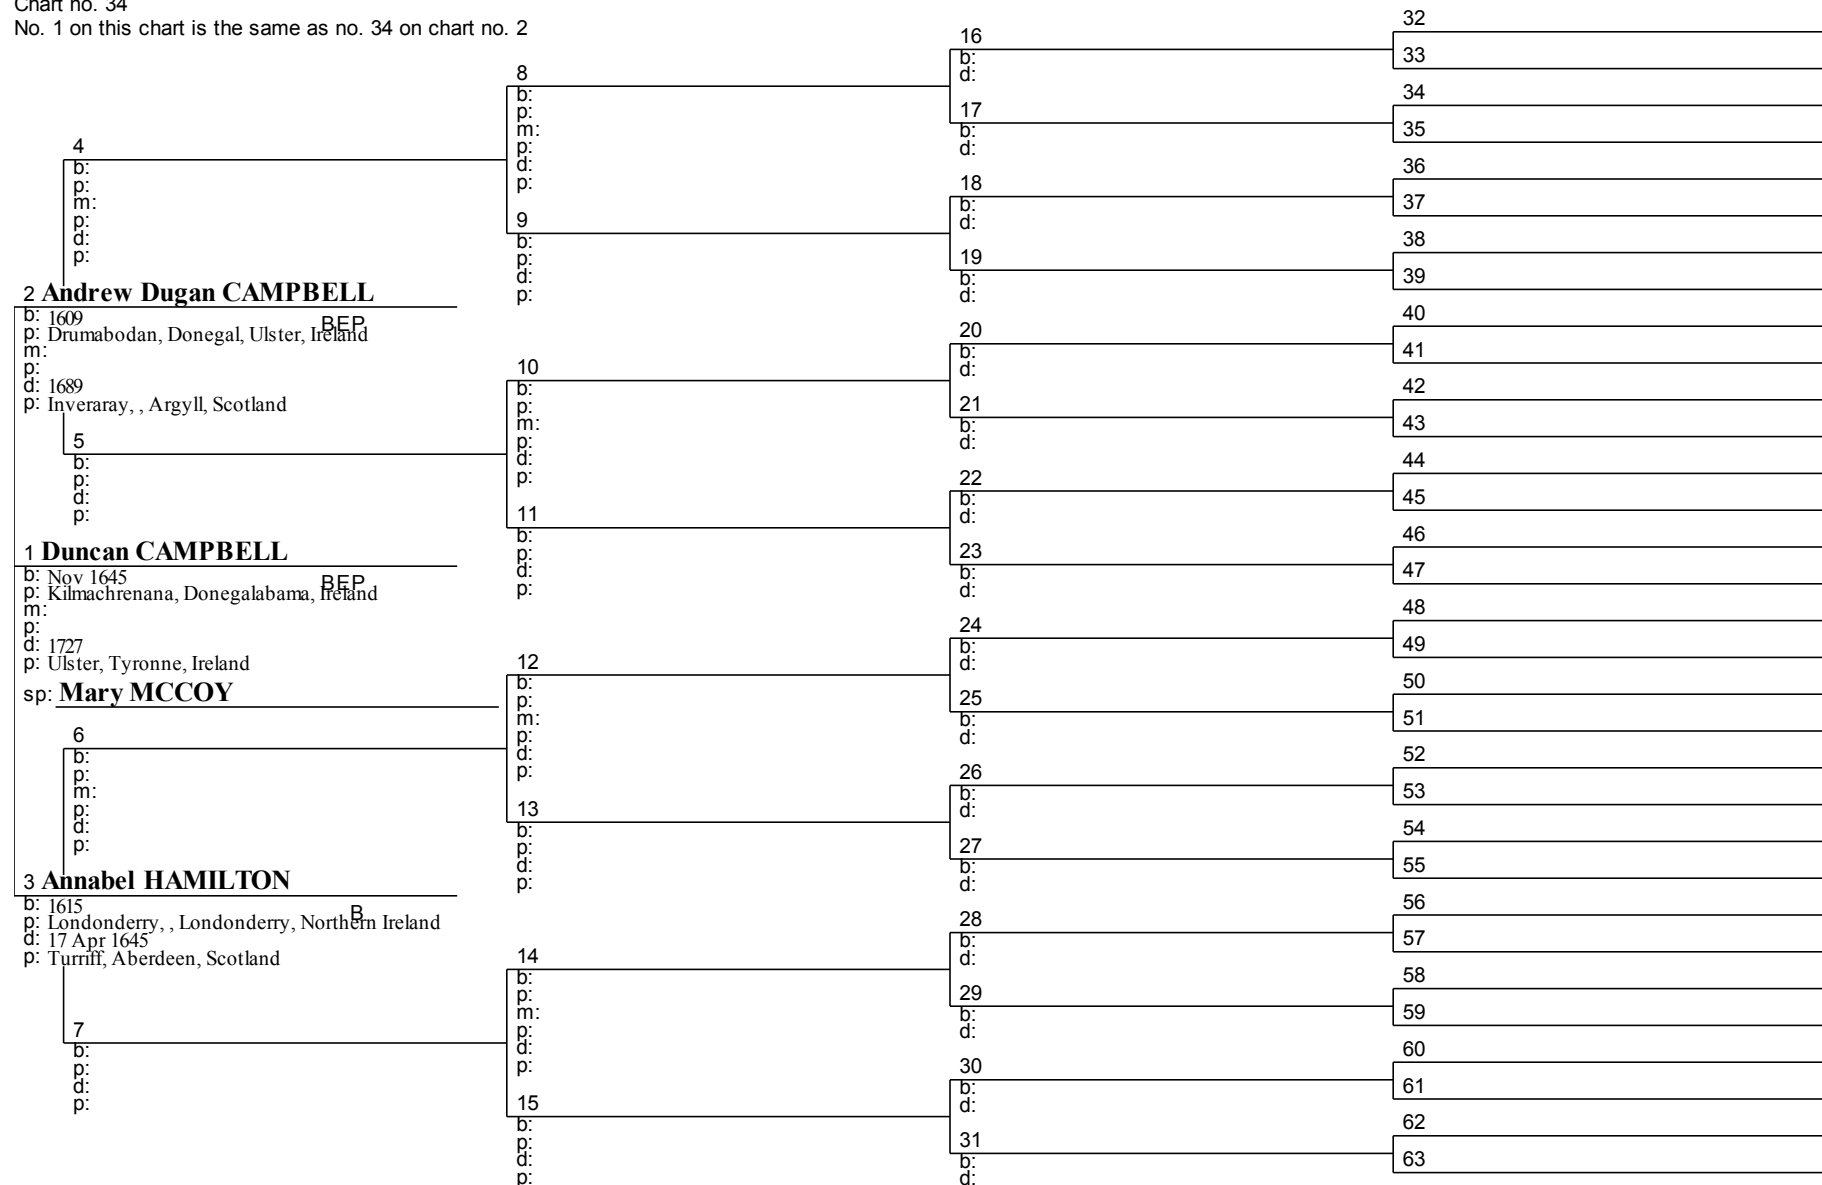 Chart no. 34
No. 1 on this chart is the same as no. 34 on chart no. 2
4
b:
p:
m:
p:
d:
p:
2 Andrew Dugan CAMPBELL
b: 1609 BEP
p: Drumabodan, Donegal, Ulster, Ireland
m:
p:
d: 1689
p: Inveraray, , Argyll, Scotland
5
b:
p:
d:
p:
1 Duncan CAMPBELL
b: Nov 1645 BEP
p: Kilmachrenana, Donegalabama, Ireland
m:
p:
d: 1727
p: Ulster, Tyronne, Ireland
sp: Mary MCCOY
6
b:
p:
m:
p:
d:
p:
3 Annabel HAMILTON
b: 1615 B
p: Londonderry, , Londonderry, Northern Ireland
d: 17 Apr 1645
p: Turriff, Aberdeen, Scotland
7
b:
p:
d:
p:
8
b:
p:
m:
p:
d:
p:
9
b:
p:
d:
p:
10
b:
p:
m:
p:
d:
p:
11
b:
p:
d:
p:
12
b:
p:
m:
p:
d:
p:
13
b:
p:
d:
p:
14
b:
p:
m:
p:
d:
p:
15
b:
p:
d:
p:
16
b:
d:
17
b:
d:
18
b:
d:
19
b:
d:
20
b:
d:
21
b:
d:
22
b:
d:
23
b:
d:
24
b:
d:
25
b:
d:
26
b:
d:
27
b:
d:
28
b:
d:
29
b:
d:
30
b:
d:
31
b:
d:
32
33
34
35
36
37
38
39
40
41
42
43
44
45
46
47
48
49
50
51
52
53
54
55
56
57
58
59
60
61
62
63